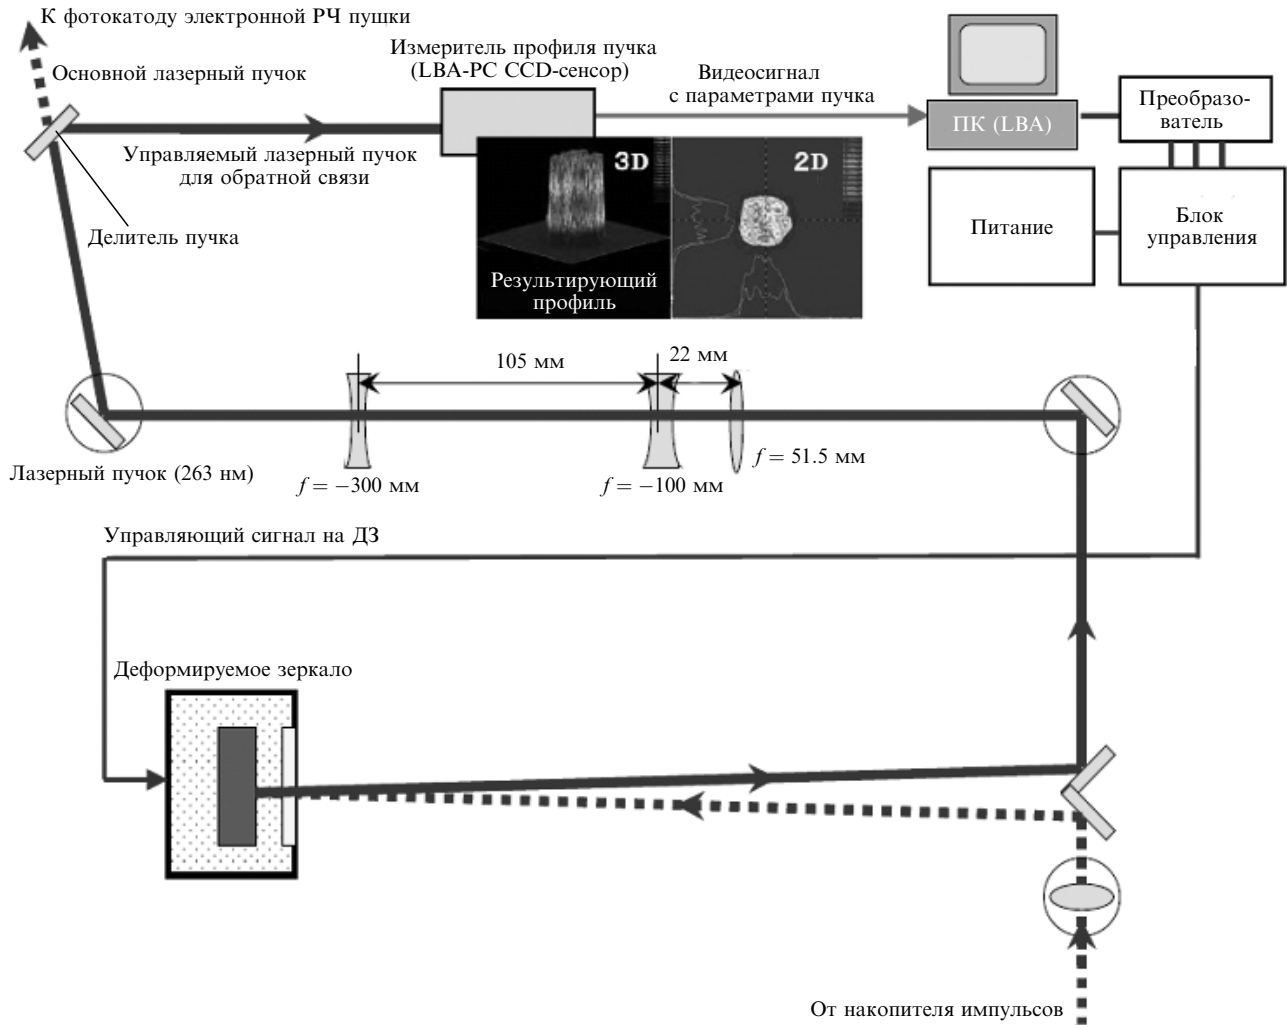 К фотокатоду электронной РЧ пущки
Основной лазерный пучок
Измеритель профиля пучка
(LBA-PC CCD-сенсор)
Видеосигнал
с параметрами пучка
ПК (LBA)
Преобразо-
ватель
Управляемый лазерный пучок
для обратной связи
Делитель пучка
3D
2D
Результирующий
профиль
Питание
Блок
управления
105 мм
22 мм
Лазерный пучок (263 нм)
f = −300 мм
f = −100 мм
f = 51.5 мм
Управляющий сигнал на ДЗ
Деформируемое зеркало
От накопителя импульсов